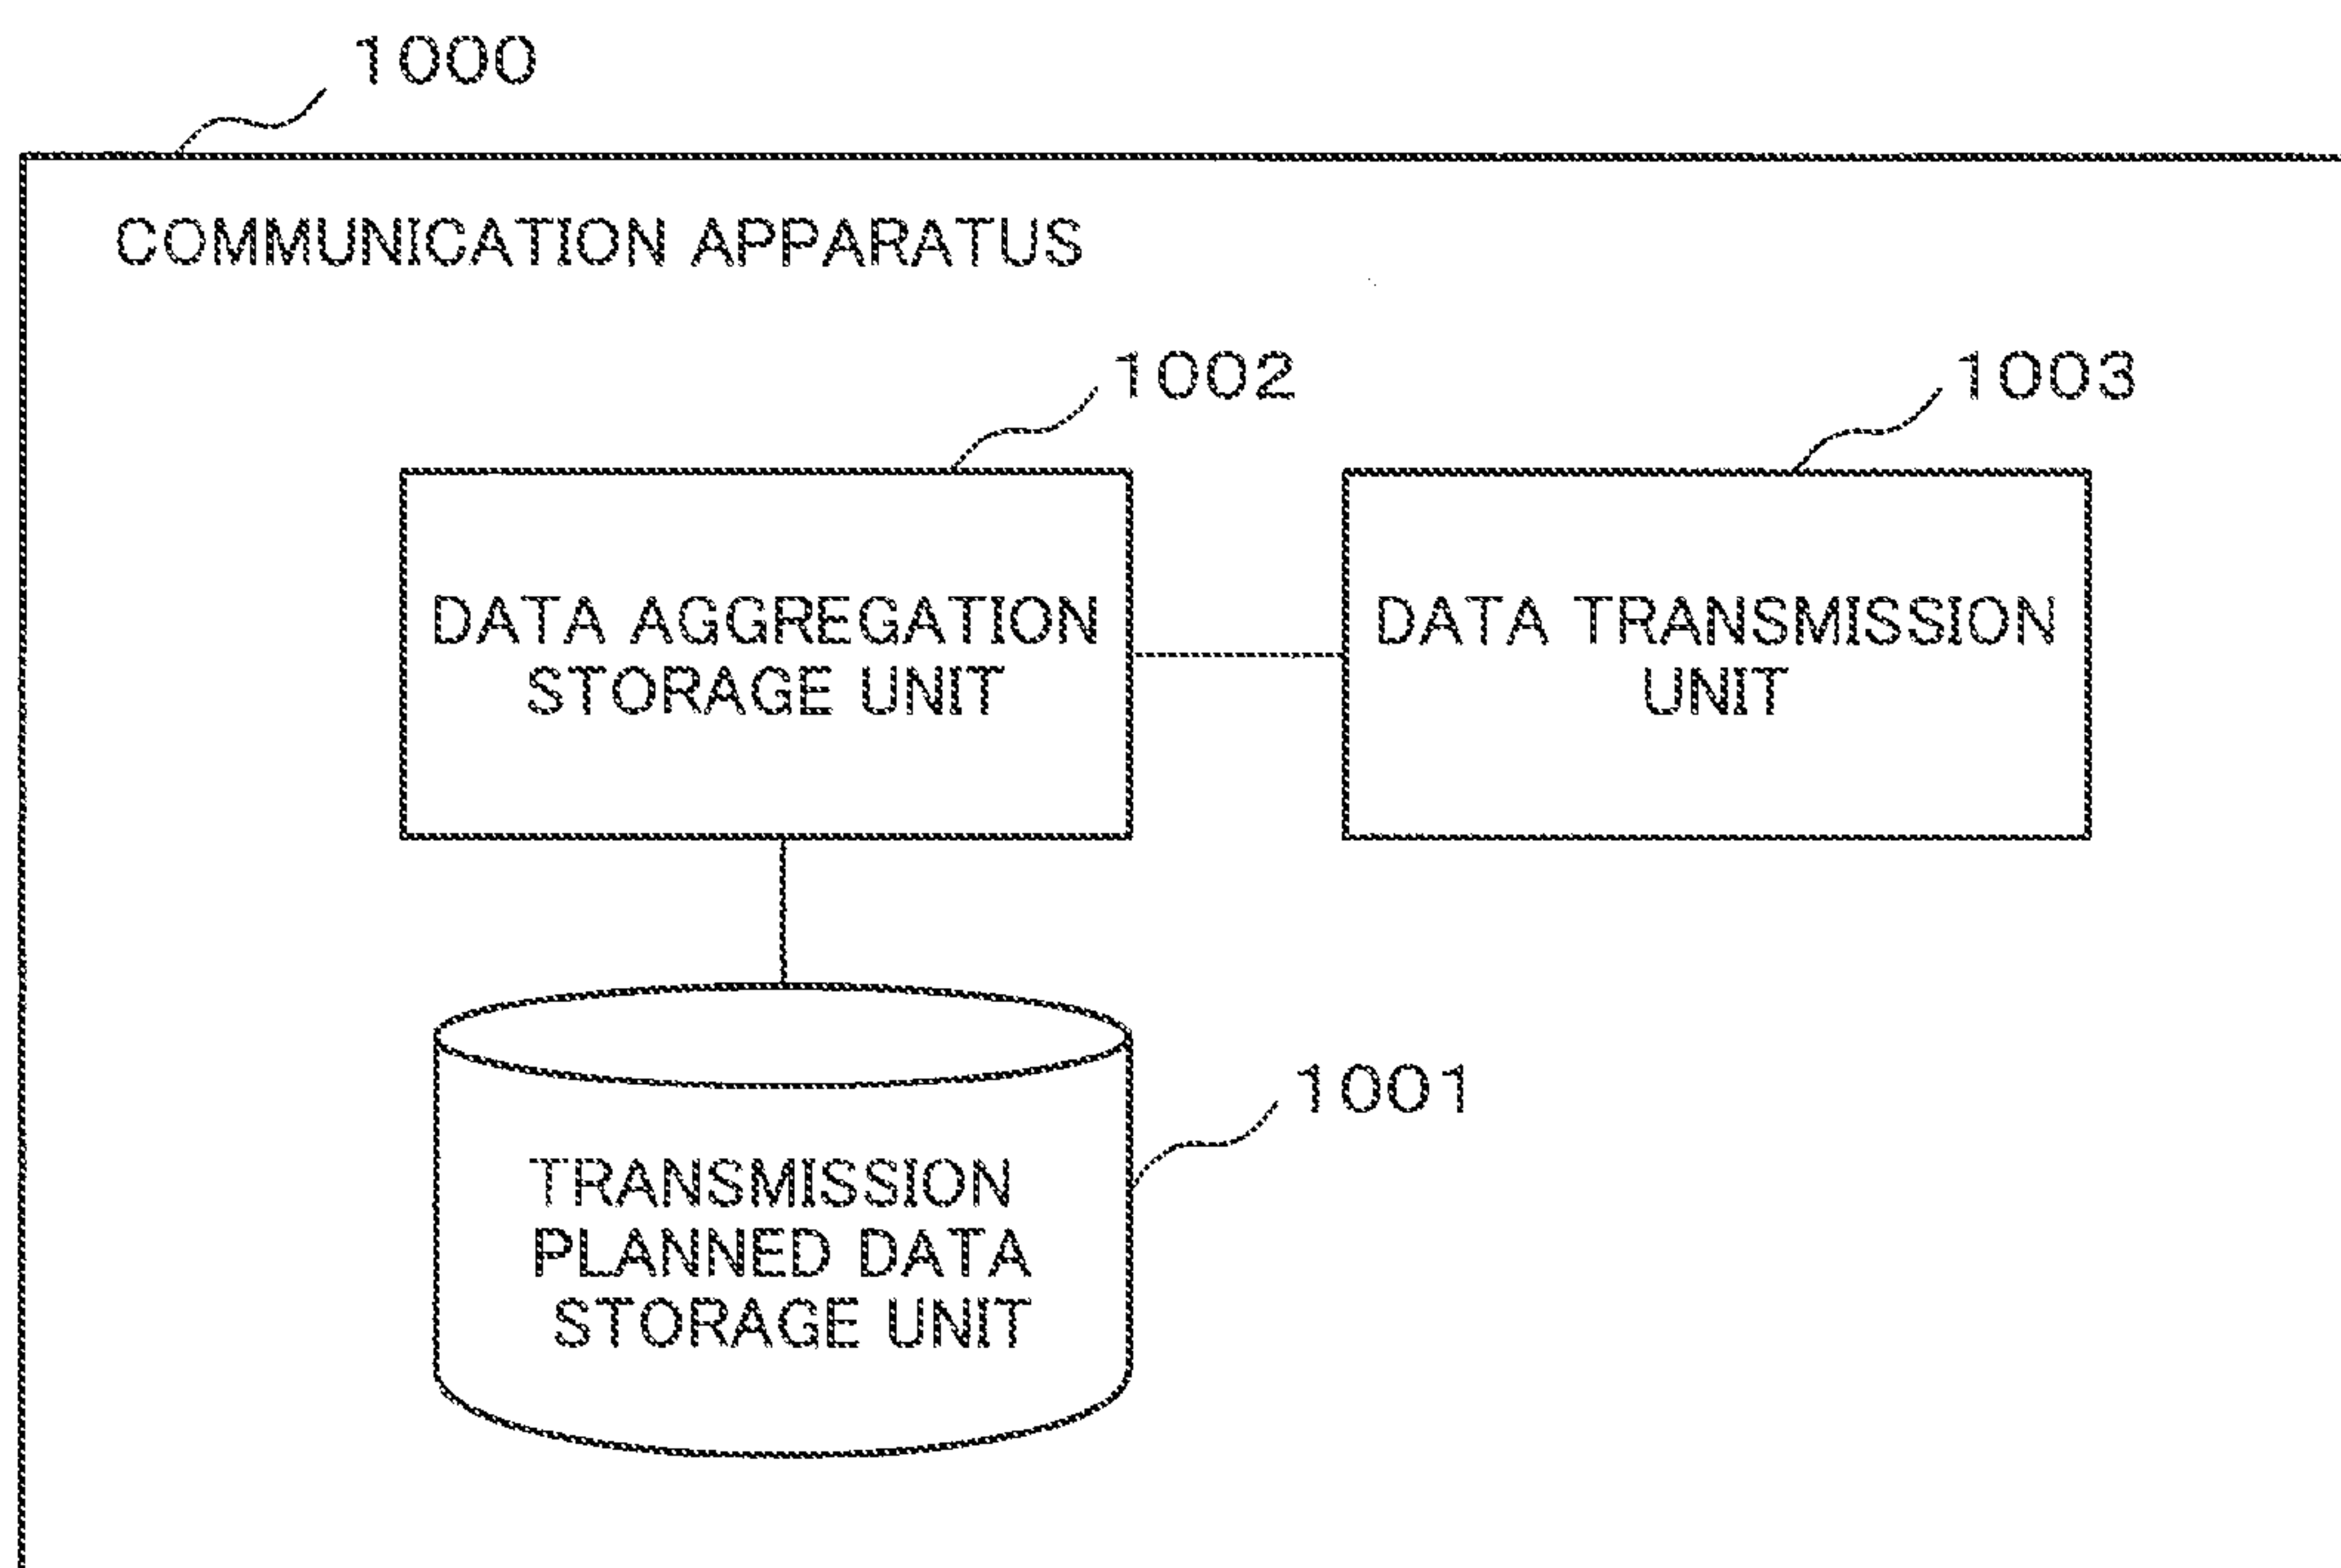 1000
COMMUNICATION APPARATUS
1002
1003
DATA AGGREGATION
STORAGE UNIT
DATA TRANSMISSION
UNIT
1001
TRANSMISSION
PLANNED DATA
STORAGE UNIT